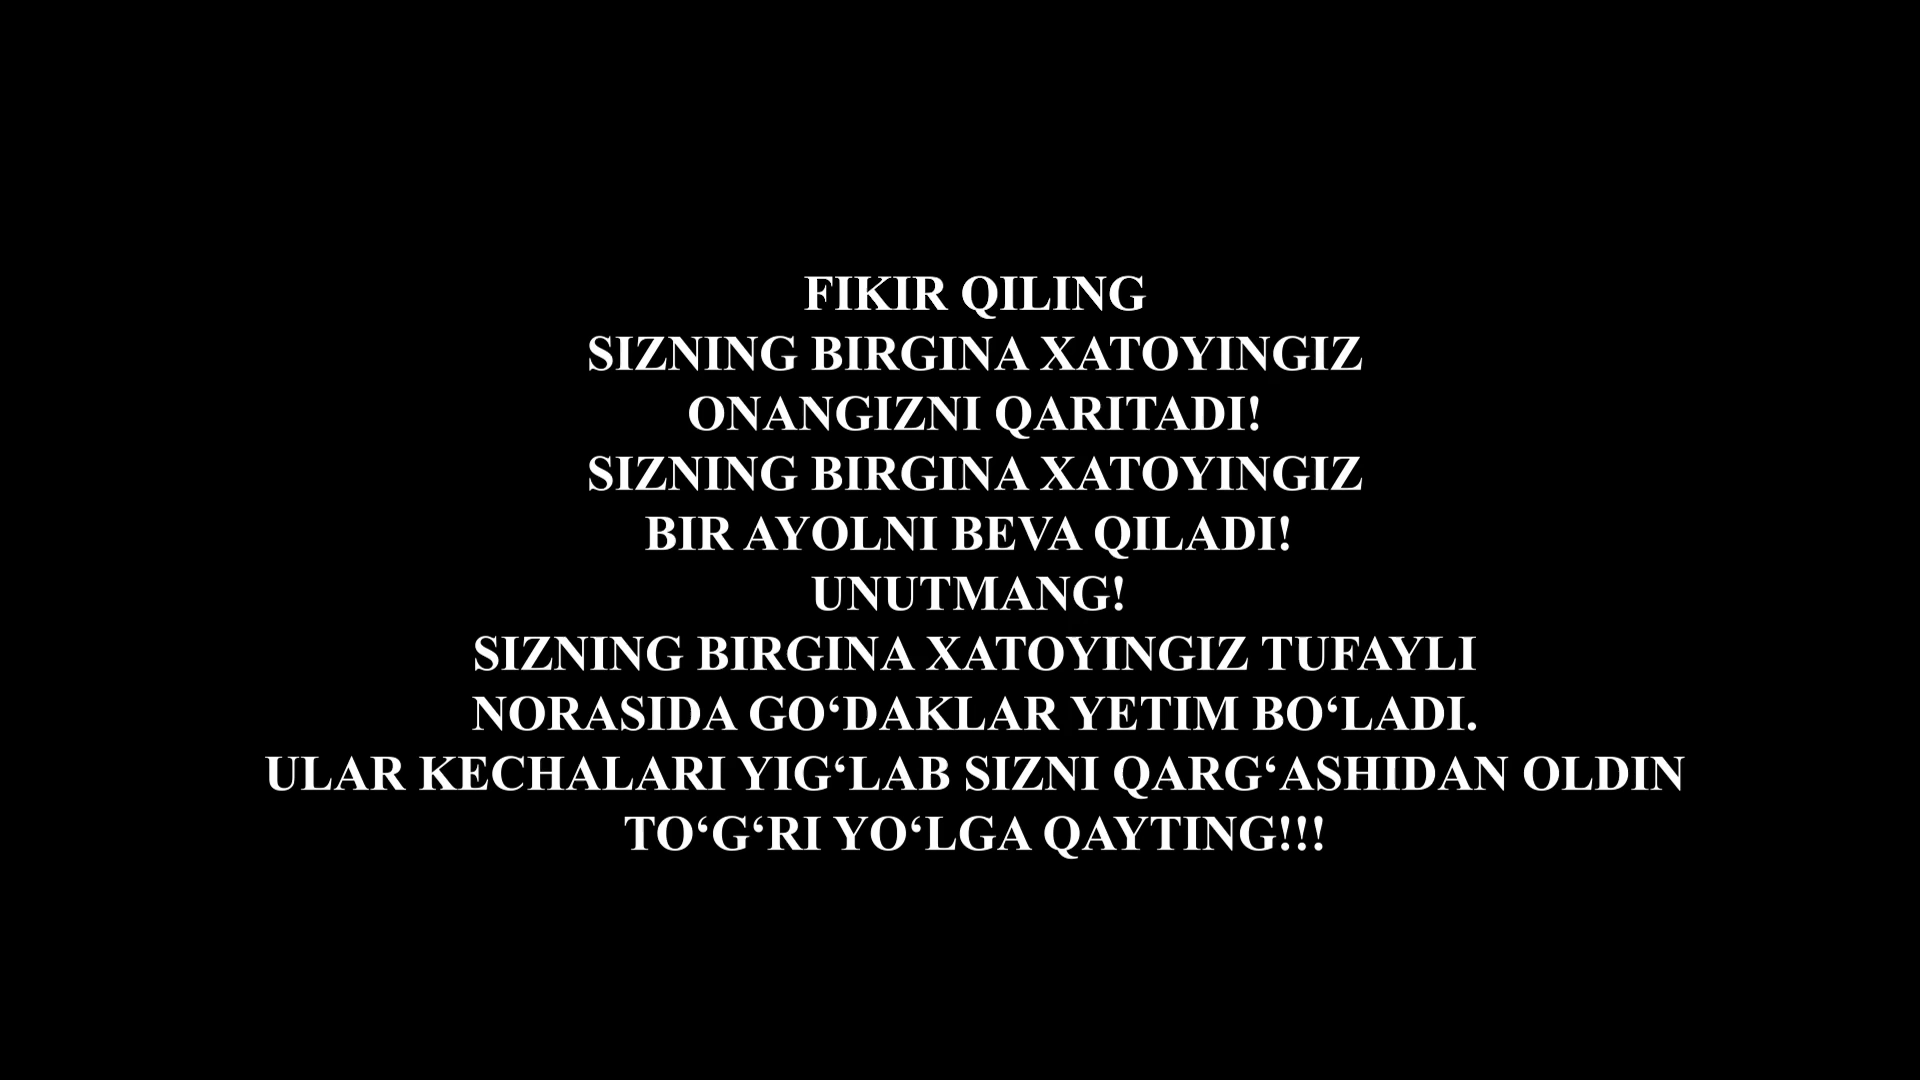 FIKIR QILING
SIZNING BIRGINA XATOYINGIZ
ONANGIZNI QARITADI!
SIZNING BIRGINA XATOYINGIZ
BIR AYOLNI BEVA QILADI!
UNUTMANG!
SIZNING BIRGINA XATOYINGIZ TUFAYLI
NORASIDA GO‘DAKLAR YETIM BO‘LADI.
ULAR KECHALARI YIG‘LAB SIZNI QARG‘ASHIDAN OLDIN
TO‘G‘RI YO‘LGA QAYTING!!!